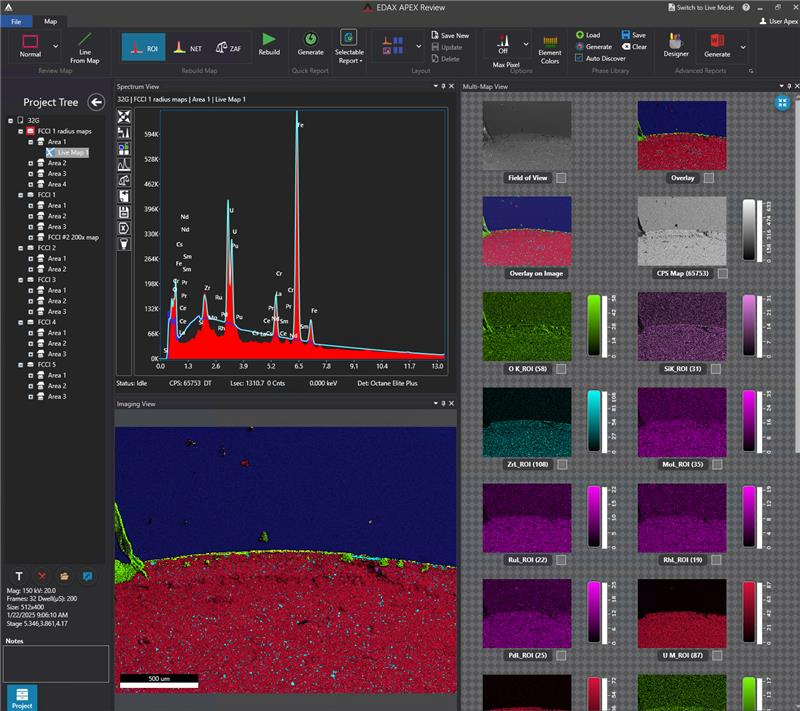 EDAX APEX Review
Switch to Live Mode
File
Map
User Apex
Normal
Line From Map
ROI
NET
ZAF
Rebuild
Generate
Selectable Report
Save New
Update
Delete
Off
Max Pixel
Element Colors
Load
Save
Generate
Clear
Auto Discover
Designer
Generate
Review Map
Rebuild Map
Quick Report
Layout
Options
Phase Library
Advanced Reports
Project Tree
32G
FCCI 1 radius maps
Area 1
Live Map 1
Area 2
Area 3
Area 4
FCCI 1
Area 1
Area 2
Area 3
FCCI #2 200x map
FCCI 2
Area 1
Area 2
FCCI 3
Area 1
Area 2
Area 3
FCCI 4
Area 1
Area 2
Area 3
FCCI 5
Area 1
Area 2
Area 3
T
Mag: 150 kV: 20.0
Frames: 32 Dwell(µS): 200
Size: 512x400
1/22/2025 9:06:10 AM
Stage 5.346,3.861,4.17
Notes
Project
Spectrum View
32G | FCCI 1 radius maps | Area 1 | Live Map 1
594K
528K
462K
396K
330K
264K
198K
132K
66K
0K
Fe
Nd
Nd
Cs
Sm
Fe
Sm
Cr
Pr
Pr
Ce
Ce
La
Zr
Ru
Mo
Rh
U
U
Pu
Pu
Cr
La
Pr
Pr
Nd
Sm
Ce
Cs
La
Ce
Nd
Sm
Fe
0.0 1.3 2.6 3.9 5.2 6.5 7.8 9.1 10.4 11.7 13.0
Status: Idle CPS: 65753 DT Lsec: 1310.7 0 Cnts 0.000 keV Det: Octane Elite Plus
Imaging View
500 um
Multi-Map View
Field of View
Overlay
Overlay on Image
CPS Map (65753)
O K_ROI (58)
SiK_ROI (31)
ZrL_ROI (108)
MoL_ROI (35)
RuL_ROI (22)
RhL_ROI (19)
PdL_ROI (25)
U M_ROI (87)